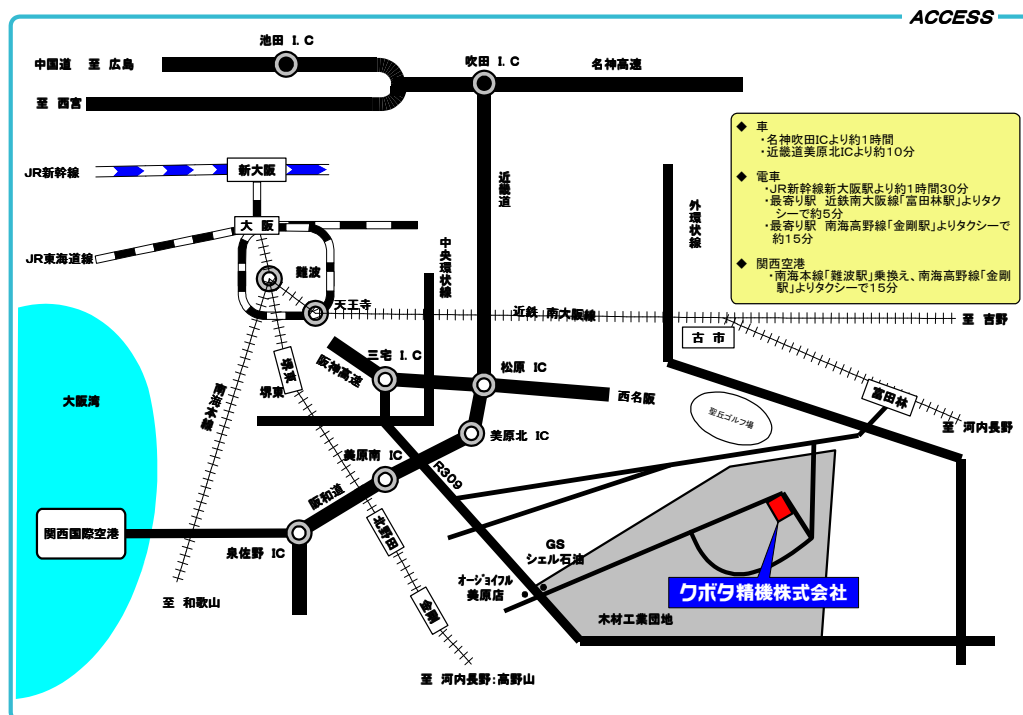 ACCESS
池田 I.C
中国道 至 広島
吹田 I.C
名神高速
至 西宮
◆ 車
・名神吹田ICより約1時間
・近畿道美原北ICより約10分
◆ 電車
・JR新幹線新大阪駅より約1時間30分
・最寄り駅 近鉄南大阪線「富田林駅」よりタク
シーで約5分
・最寄り駅 南海高野線「金剛駅」よりタクシーで
約15分
◆ 関西空港
・南海本線「難波駅」乗換え、南海高野線「金剛
駅」よりタクシーで15分
JR新幹線
新大阪
近畿道
外環状線
大 阪
JR東海道線
中央環状線
難波
天王寺
近鉄 南大阪線
至 吉野
古 市
三宅 I.C
阪神高速
松原 IC
堺東
堺東
西名阪
富田林
南海本線
大阪湾
聖丘ゴルフ場
至 河内長野
美原北 IC
美原南 IC
R309
阪和道
関西国際空港
泉佐野 IC
北野田
GS
シェル石油
オージョイフル
美原店
クボタ精機株式会社
至 和歌山
金剛
木材工業団地
至 河内長野:高野山